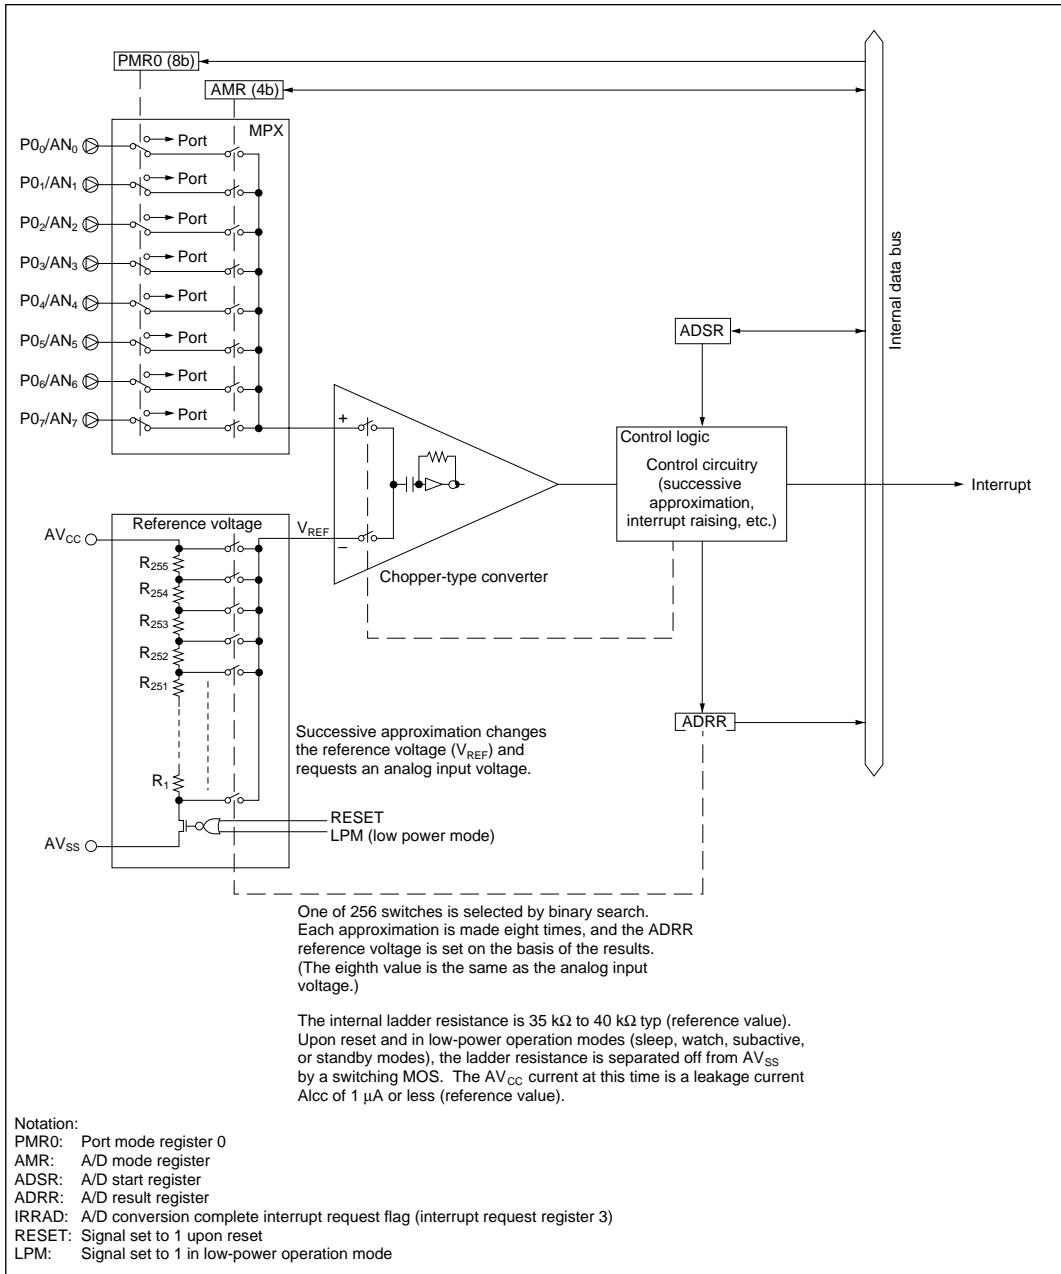 PMR0 (8b)
AMR (4b)
MPX
P0₀/AN₀
Port
P0₁/AN₁
Port
P0₂/AN₂
Port
P0₃/AN₃
Port
P0₄/AN₄
Port
P0₅/AN₅
Port
P0₆/AN₆
Port
P0₇/AN₇
Port
Internal data bus
ADSR
+
−
Control logic
Control circuitry
(successive
approximation,
interrupt raising, etc.)
Interrupt
Reference voltage
V_REF
AV_CC
Chopper-type converter
R₂₅₅
R₂₅₄
R₂₅₃
R₂₅₂
R₂₅₁
R₁
ADRR
Successive approximation changes
the reference voltage (V_REF) and
requests an analog input voltage.
RESET
LPM (low power mode)
AV_SS
One of 256 switches is selected by binary search.
Each approximation is made eight times, and the ADRR
reference voltage is set on the basis of the results.
(The eighth value is the same as the analog input
voltage.)
The internal ladder resistance is 35 kΩ to 40 kΩ typ (reference value).
Upon reset and in low-power operation modes (sleep, watch, subactive,
or standby modes), the ladder resistance is separated off from AV_SS
by a switching MOS. The AV_CC current at this time is a leakage current
AIcc of 1 μA or less (reference value).
Notation:
PMR0: Port mode register 0
AMR: A/D mode register
ADSR: A/D start register
ADRR: A/D result register
IRRAD: A/D conversion complete interrupt request flag (interrupt request register 3)
RESET: Signal set to 1 upon reset
LPM: Signal set to 1 in low-power operation mode